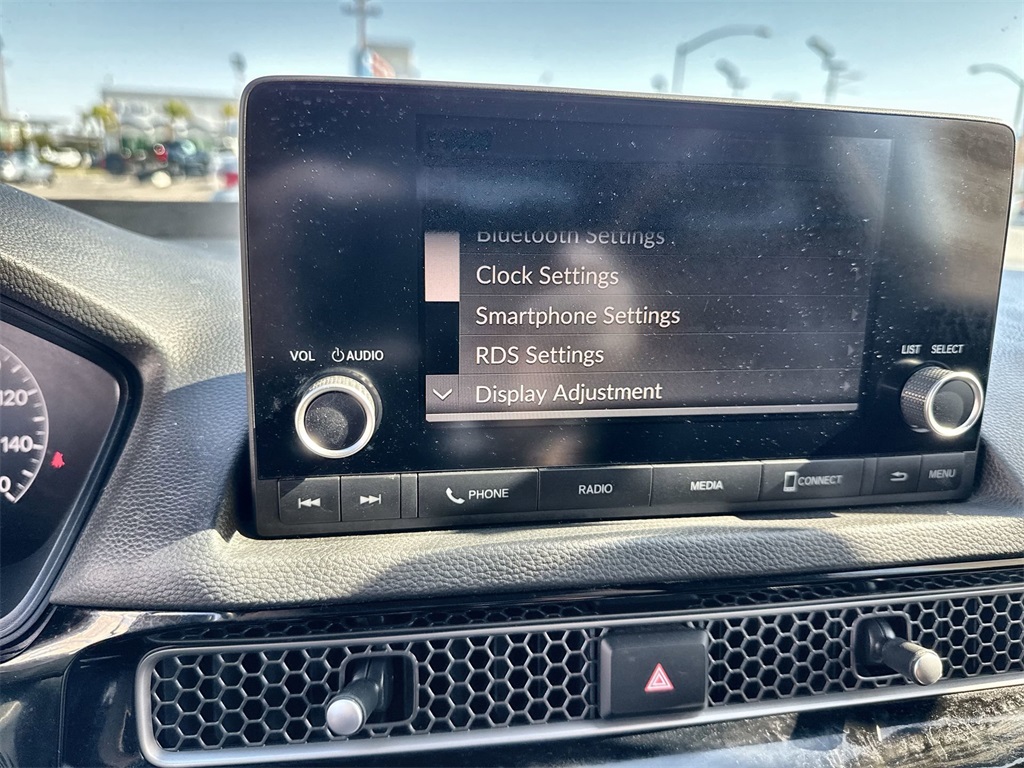 Bluetooth Settings
Clock Settings
Smartphone Settings
RDS Settings
Display Adjustment
VOL AUDIO
LIST SELECT
PHONE RADIO MEDIA CONNECT MENU
120
140